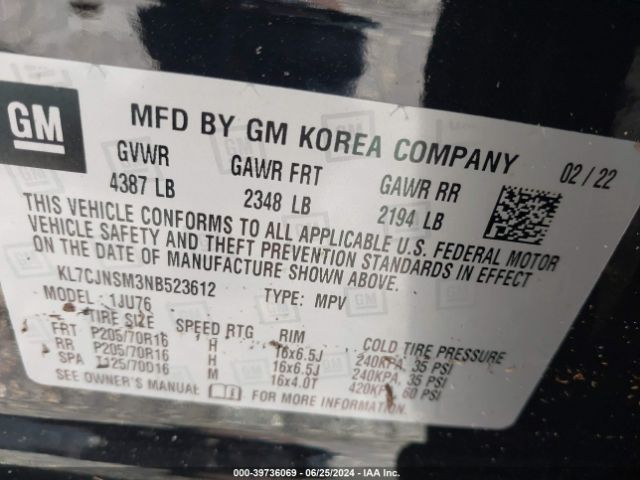 GM
MFD BY GM KOREA COMPANY 02/22
GVWR GAWR FRT GAWR RR
4387 LB 2348 LB 2194 LB
THIS VEHICLE CONFORMS TO ALL APPLICABLE U.S. FEDERAL MOTOR
VEHICLE SAFETY AND THEFT PREVENTION STANDARDS IN EFFECT
ON THE DATE OF MANUFACTURE SHOWN ABOVE.
KL7CJNSM3NB523612 TYPE: MPV
MODEL: 1JU76
TIRE SIZE SPEED RTG RIM COLD TIRE PRESSURE
FRT P205/70R16 H 16x6.5J 240KPA, 35 PSI
RR P205/70R16 H 16x6.5J 240KPA, 35 PSI
SPA T125/70D16 M 16x4.0T 420KPA, 60 PSI
SEE OWNER'S MANUAL FOR MORE INFORMATION.
000-39736069 - 06/25/2024 - IAA Inc.